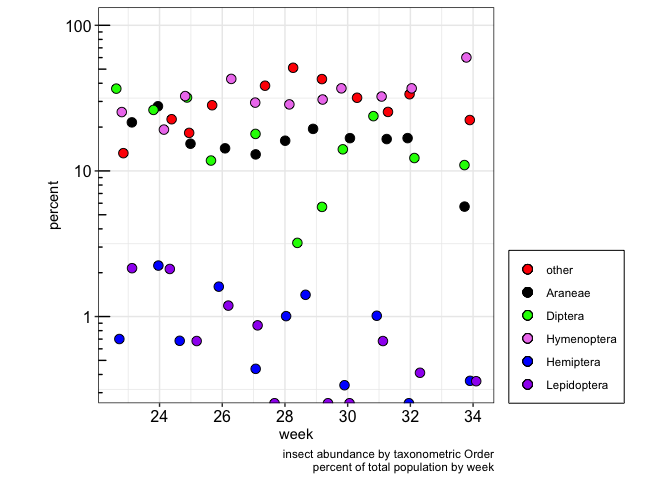 100
10
1
percent
24 26 28 30 32 34
week
other
Araneae
Diptera
Hymenoptera
Hemiptera
Lepidoptera
insect abundance by taxonometric Order
percent of total population by week